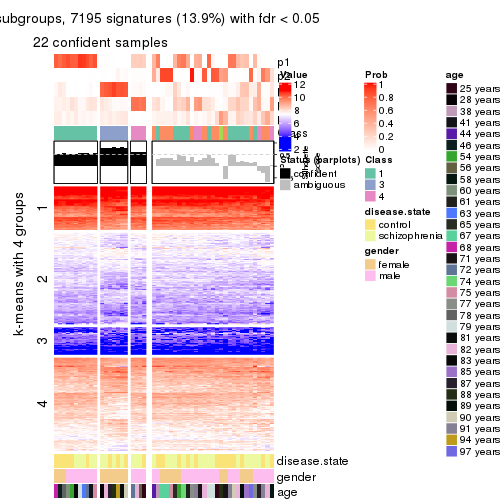 subgroups, 7195 signatures (13.9%) with fdr < 0.05
22 confident samples
k-means with 4 groups
1
2
3
4
p1
p2
disease.state
gender
age
Value
12
10
8
6
4
2
0
Status (barplots)
confident
ambiguous
Prob
1
0.8
0.6
0.4
0.2
0
Class
1
3
4
disease.state
control
schizophrenia
gender
female
male
age
25 years
28 years
38 years
41 years
44 years
46 years
54 years
56 years
58 years
60 years
61 years
63 years
65 years
67 years
68 years
71 years
72 years
74 years
75 years
77 years
78 years
79 years
81 years
82 years
83 years
85 years
87 years
88 years
89 years
90 years
91 years
94 years
97 years